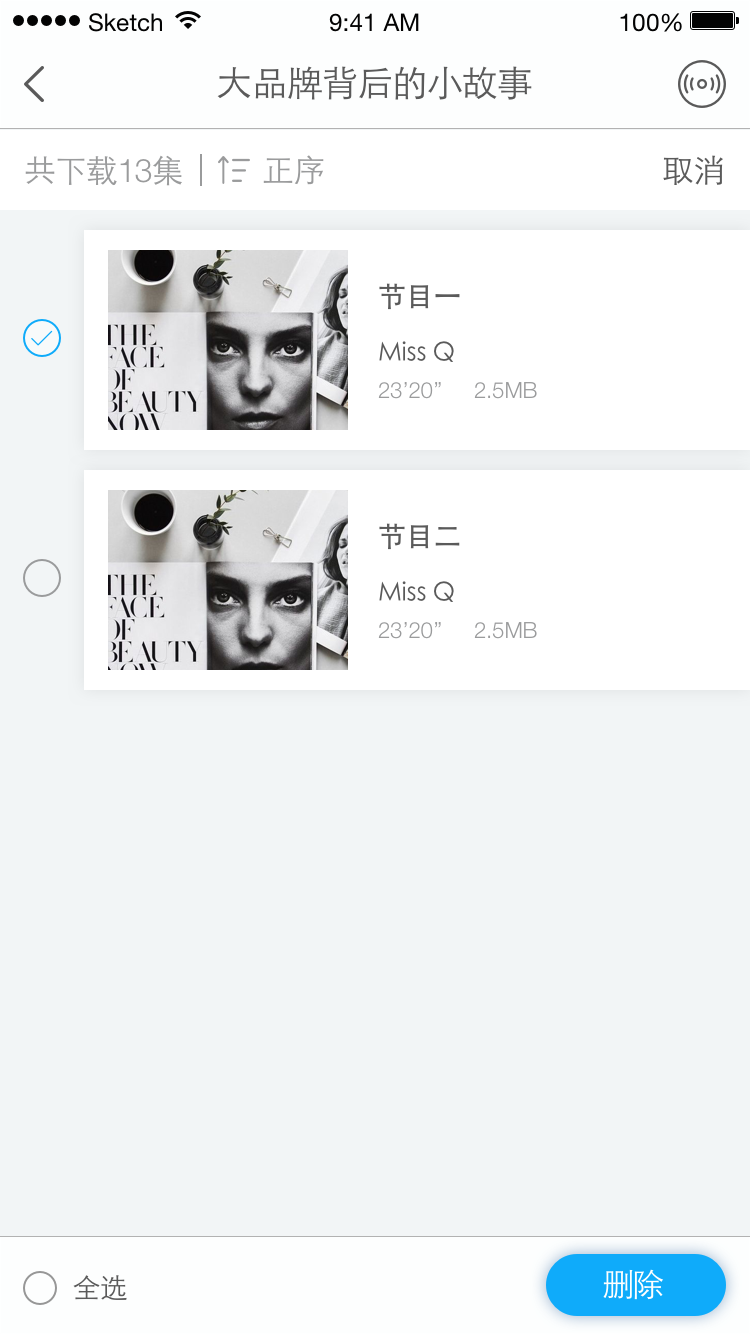 Sketch 9:41 AM 100%
大品牌背后的小故事
共下载13集 正序 取消
THE
FACE
OF
BEAUTY
NOW
节目一
Miss Q
23’20” 2.5MB
THE
FACE
OF
BEAUTY
NOW
节目二
Miss Q
23’20” 2.5MB
全选 删除